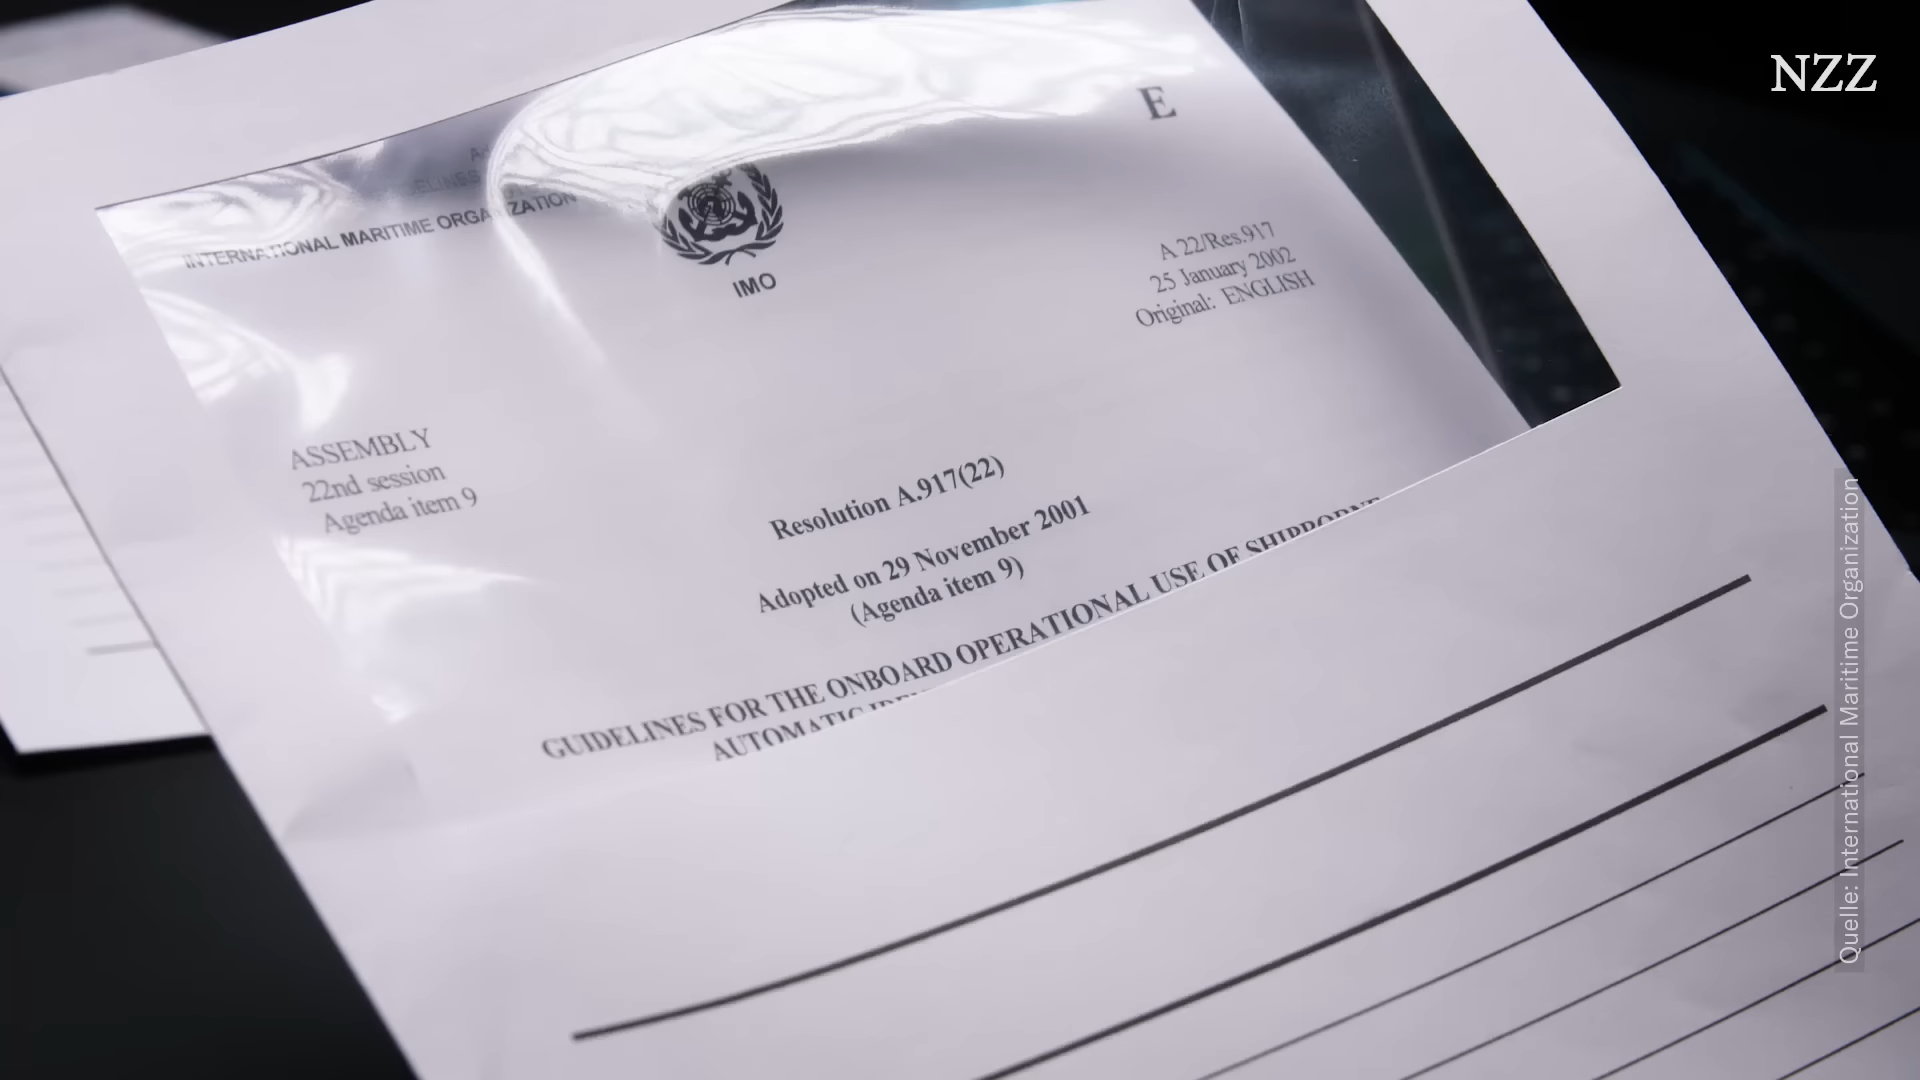 NZZ
E
INTERNATIONAL MARITIME ORGANIZATION
IMO
A 22/Res.917
25 January 2002
Original: ENGLISH
ASSEMBLY
22nd session
Agenda item 9
Resolution A.917(22)
Adopted on 29 November 2001
(Agenda item 9)
GUIDELINES FOR THE ONBOARD OPERATIONAL USE OF SHIPBORNE
AUTOMATIC
Quelle: International Maritime Organization